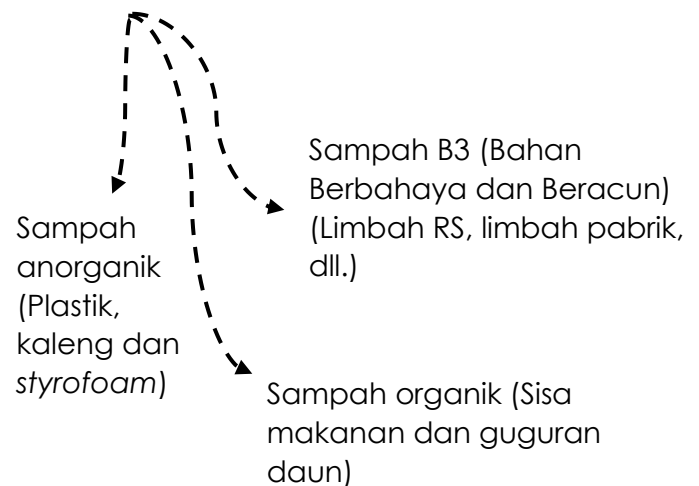 Sampah B3 (Bahan
Berbahaya dan Beracun)
(Limbah RS, limbah pabrik,
dll.)
Sampah
anorganik
(Plastik,
kaleng dan
styrofoam)
Sampah organik (Sisa
makanan dan guguran
daun)